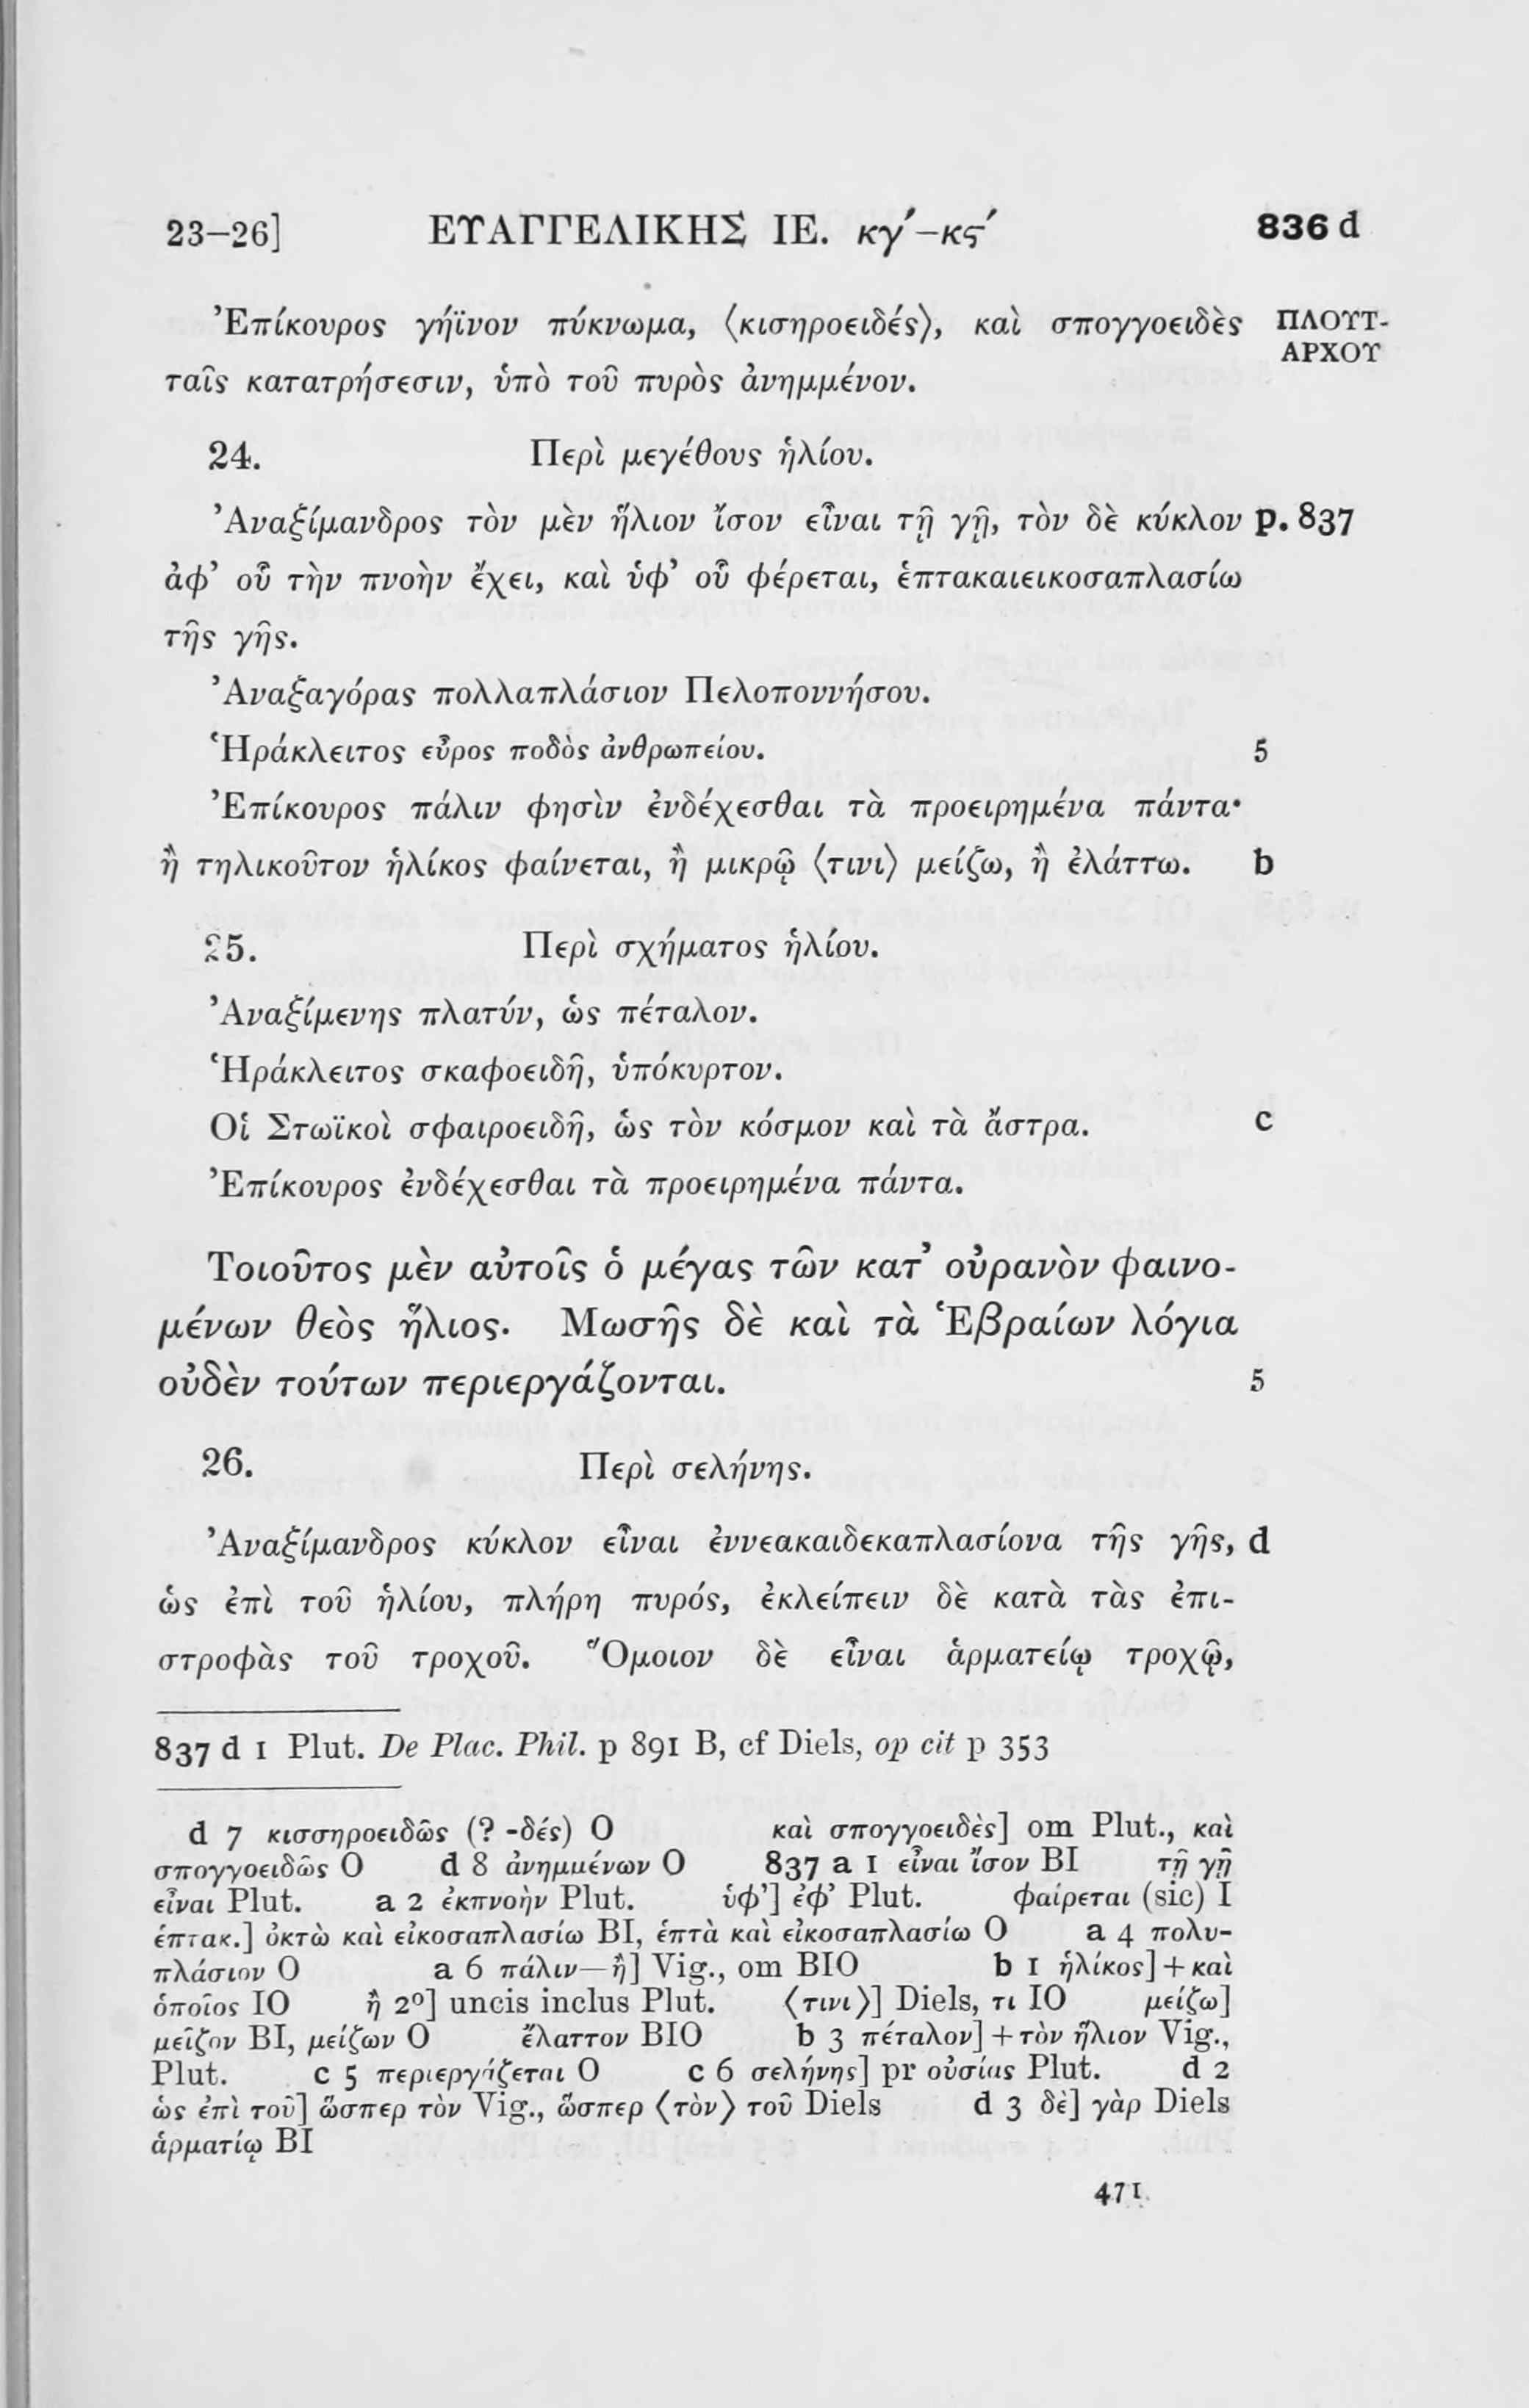 23–26] ΕΥΑΓΓΕΛΙΚΗΣ ΙΕ. κγ΄–κς΄ 836 d
Ἐπίκουρος γήϊνον πύκνωμα, ⟨κισηροειδές⟩, καὶ σπογγοειδὲς ΠΛΟΥΤ-
ΑΡΧΟΥ
ταῖς κατατρήσεσιν, ὑπὸ τοῦ πυρὸς ἀνημμένον.
24. Περὶ μεγέθους ἡλίου.
Ἀναξίμανδρος τὸν μὲν ἥλιον ἴσον εἶναι τῇ γῇ, τὸν δὲ κύκλον p. 837
ἀφ’ οὗ τὴν πνοὴν ἔχει, καὶ ὑφ’ οὗ φέρεται, ἑπτακαιεικοσαπλασίω
τῆς γῆς.
Ἀναξαγόρας πολλαπλάσιον Πελοποννήσου.
Ἡράκλειτος εὖρος ποδὸς ἀνθρωπείου. 5
Ἐπίκουρος πάλιν φησὶν ἐνδέχεσθαι τὰ προειρημένα πάντα·
ἢ τηλικοῦτον ἡλίκος φαίνεται, ἢ μικρῷ ⟨τινι⟩ μείζω, ἢ ἐλάττω. b
25. Περὶ σχήματος ἡλίου.
Ἀναξίμενης πλατύν, ὡς πέταλον.
Ἡράκλειτος σκαφοειδῆ, ὑπόκυρτον.
Οἱ Στωϊκοὶ σφαιροειδῆ, ὡς τὸν κόσμον καὶ τὰ ἄστρα. c
Ἐπίκουρος ἐνδέχεσθαι τὰ προειρημένα πάντα.
Τοιοῦτος μὲν αὐτοῖς ὁ μέγας τῶν κατ’ οὐρανὸν φαινο-
μένων θεὸς ἥλιος. Μωσῆς δὲ καὶ τὰ Ἑβραίων λόγια
οὐδὲν τούτων περιεργάζονται. 5
26. Περὶ σελήνης.
Ἀναξίμανδρος κύκλον εἶναι ἐννεακαιδεκαπλασίονα τῆς γῆς, d
ὡς ἐπὶ τοῦ ἡλίου, πλήρη πυρός, ἐκλείπειν δὲ κατὰ τὰς ἐπι-
στροφὰς τοῦ τροχοῦ. Ὅμοιον δὲ εἶναι ἁρματείῳ τροχῷ,
837 d 1 Plut. De Plac. Phil. p 891 B, cf Diels, op cit p 353
d 7 κισσηροειδῶς (? -δές) O καὶ σπογγοειδὲς] om Plut., καὶ
σπογγοειδῶς O d 8 ἀνημμένων O 837 a 1 εἶναι ἴσον BI τῇ γῇ
εἶναι Plut. a 2 ἐκπνοὴν Plut. ὑφ’] ἐφ’ Plut. φαίρεται (sic) I
ἑπτακ.] ὀκτὼ καὶ εἰκοσαπλασίω BI, ἑπτὰ καὶ εἰκοσαπλασίω O a 4 πολυ-
πλάσιον O a 6 πάλιν—ἢ] Vig., om BIO b 1 ἡλίκος] + καὶ
ὁποῖος IO ἢ 2⁰] uncis inclus Plut. ⟨τινι⟩] Diels, τι IO μείζω]
μεῖζον BI, μείζων O ἔλαττον BIO b 3 πέταλον] + τὸν ἥλιον Vig.,
Plut. c 5 περιεργάζεται O c 6 σελήνης] pr οὐσίας Plut. d 2
ὡς ἐπὶ τοῦ] ὥσπερ τὸν Vig., ὥσπερ ⟨τὸν⟩ τοῦ Diels d 3 δὲ] γὰρ Diels
ἁρματίῳ BI
471